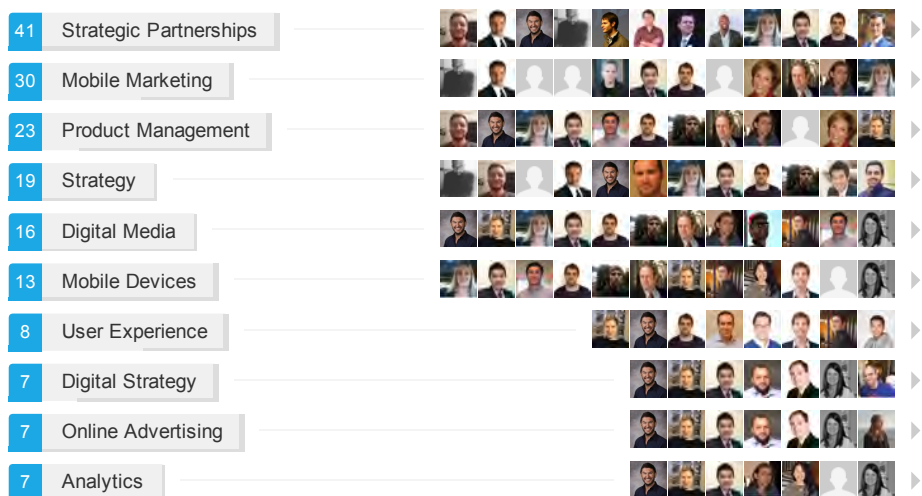 41 Strategic Partnerships
30 Mobile Marketing
23 Product Management
19 Strategy
16 Digital Media
13 Mobile Devices
8 User Experience
7 Digital Strategy
7 Online Advertising
7 Analytics